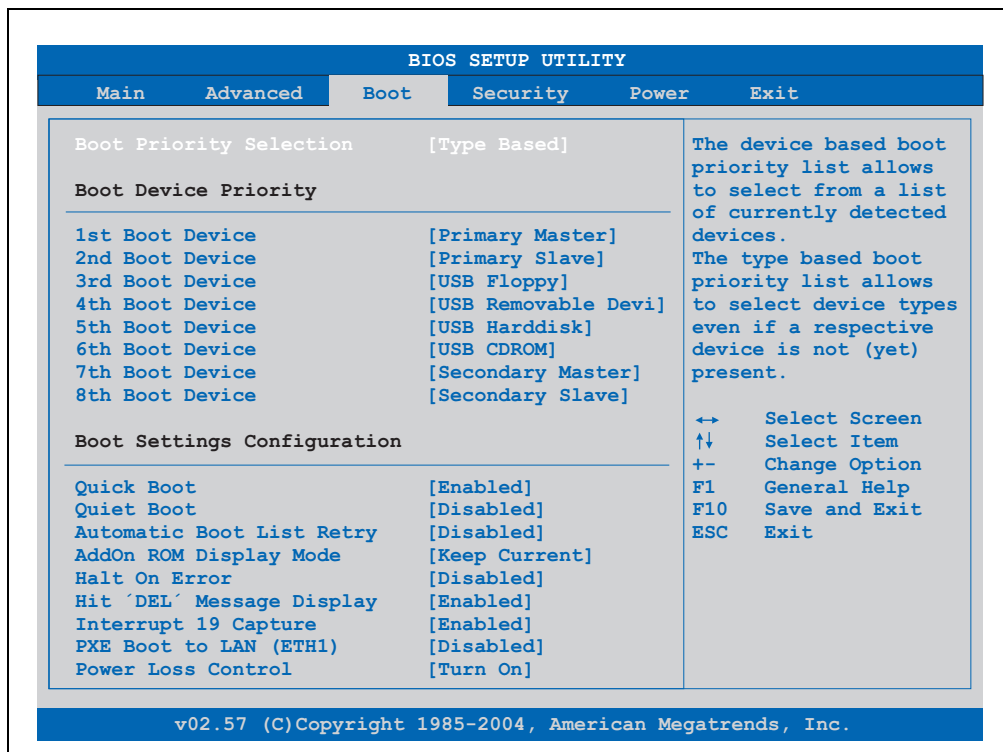 BIOS SETUP UTILITY
Main Advanced Boot Security Power Exit
Boot Priority Selection [Type Based]
Boot Device Priority
1st Boot Device [Primary Master]
2nd Boot Device [Primary Slave]
3rd Boot Device [USB Floppy]
4th Boot Device [USB Removable Devi]
5th Boot Device [USB Harddisk]
6th Boot Device [USB CDROM]
7th Boot Device [Secondary Master]
8th Boot Device [Secondary Slave]
Boot Settings Configuration
Quick Boot [Enabled]
Quiet Boot [Disabled]
Automatic Boot List Retry [Disabled]
AddOn ROM Display Mode [Keep Current]
Halt On Error [Disabled]
Hit ´DEL´ Message Display [Enabled]
Interrupt 19 Capture [Enabled]
PXE Boot to LAN (ETH1) [Disabled]
Power Loss Control [Turn On]
The device based boot
priority list allows
to select from a list
of currently detected
devices.
The type based boot
priority list allows
to select device types
even if a respective
device is not (yet)
present.
↔ Select Screen
↑↓ Select Item
+- Change Option
F1 General Help
F10 Save and Exit
ESC Exit
v02.57 (C)Copyright 1985-2004, American Megatrends, Inc.